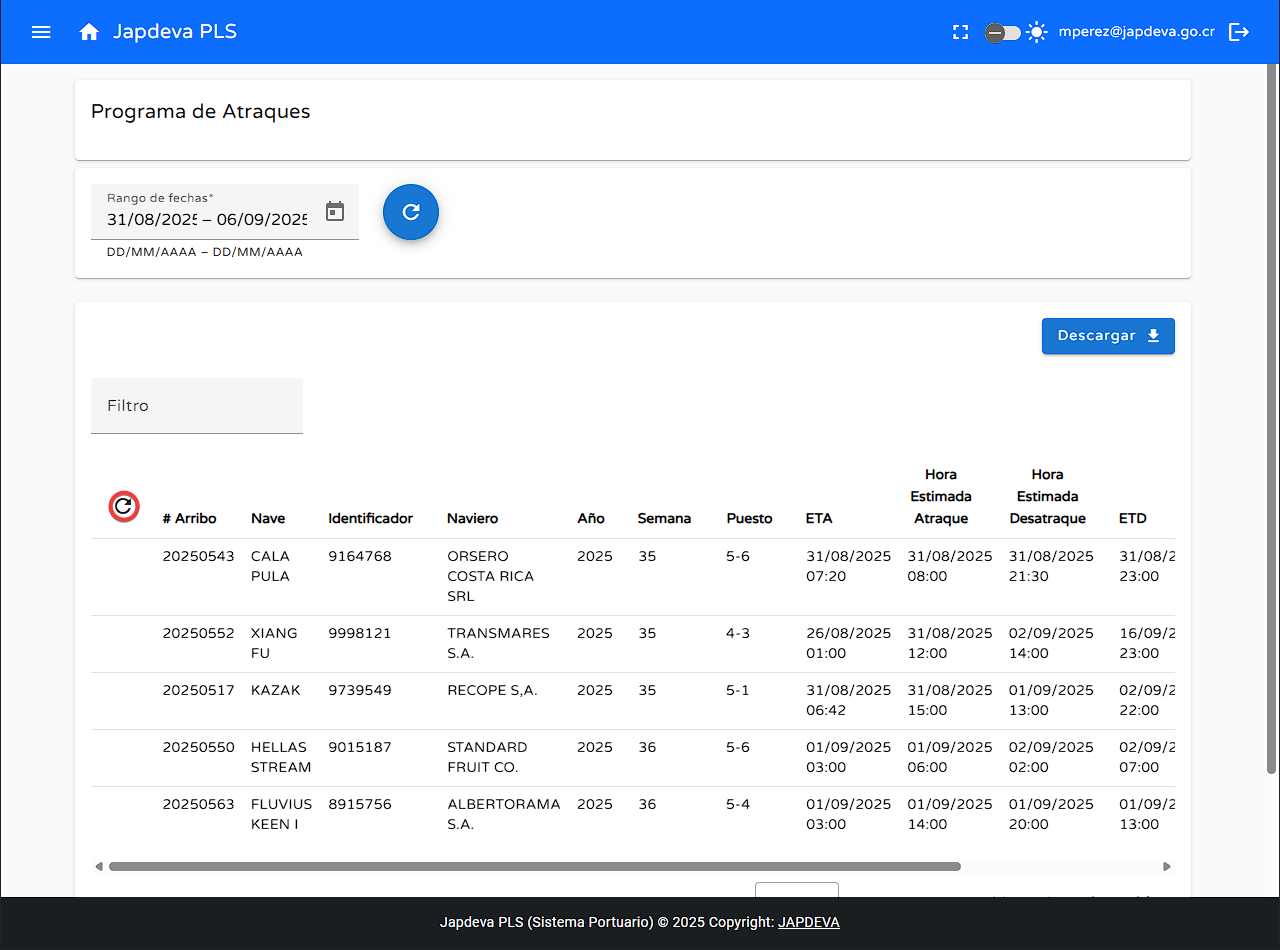 Japdeva PLS
mperez@japdeva.go.cr
Programa de Atraques
Rango de fechas*
31/08/2025 – 06/09/2025
DD/MM/AAAA – DD/MM/AAAA
Descargar
Filtro
# Arribo Nave Identificador Naviero Año Semana Puesto ETA Hora Estimada Atraque Hora Estimada Desatraque ETD
20250543 CALA 9164768 ORSERO 2025 35 5-6 31/08/2025 31/08/2025 31/08/2025 31/08/2
PULA COSTA RICA 07:20 08:00 21:30 23:00
SRL
20250552 XIANG 9998121 TRANSMARES 2025 35 4-3 26/08/2025 31/08/2025 02/09/2025 16/09/2
FU S.A. 01:00 12:00 14:00 23:00
20250517 KAZAK 9739549 RECOPE S,A. 2025 35 5-1 31/08/2025 31/08/2025 01/09/2025 02/09/2
06:42 15:00 13:00 22:00
20250550 HELLAS 9015187 STANDARD 2025 36 5-6 01/09/2025 01/09/2025 02/09/2025 02/09/2
STREAM FRUIT CO. 03:00 06:00 02:00 07:00
20250563 FLUVIUS 8915756 ALBERTORAMA 2025 36 5-4 01/09/2025 01/09/2025 01/09/2025 01/09/2
KEEN I S.A. 03:00 14:00 20:00 13:00
Japdeva PLS (Sistema Portuario) © 2025 Copyright: JAPDEVA